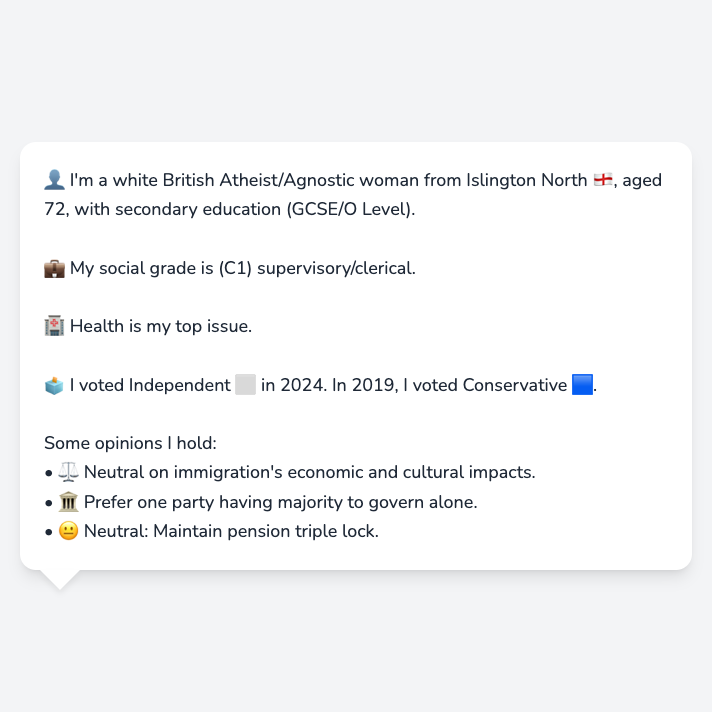 👤 I'm a white British Atheist/Agnostic woman from Islington North 🏴󠁧󠁢󠁥󠁮󠁧󠁿, aged
72, with secondary education (GCSE/O Level).
💼 My social grade is (C1) supervisory/clerical.
🏥 Health is my top issue.
🗳️ I voted Independent ⬜ in 2024. In 2019, I voted Conservative 🟦.
Some opinions I hold:
• ⚖️ Neutral on immigration's economic and cultural impacts.
• 🏛️ Prefer one party having majority to govern alone.
• 😐 Neutral: Maintain pension triple lock.